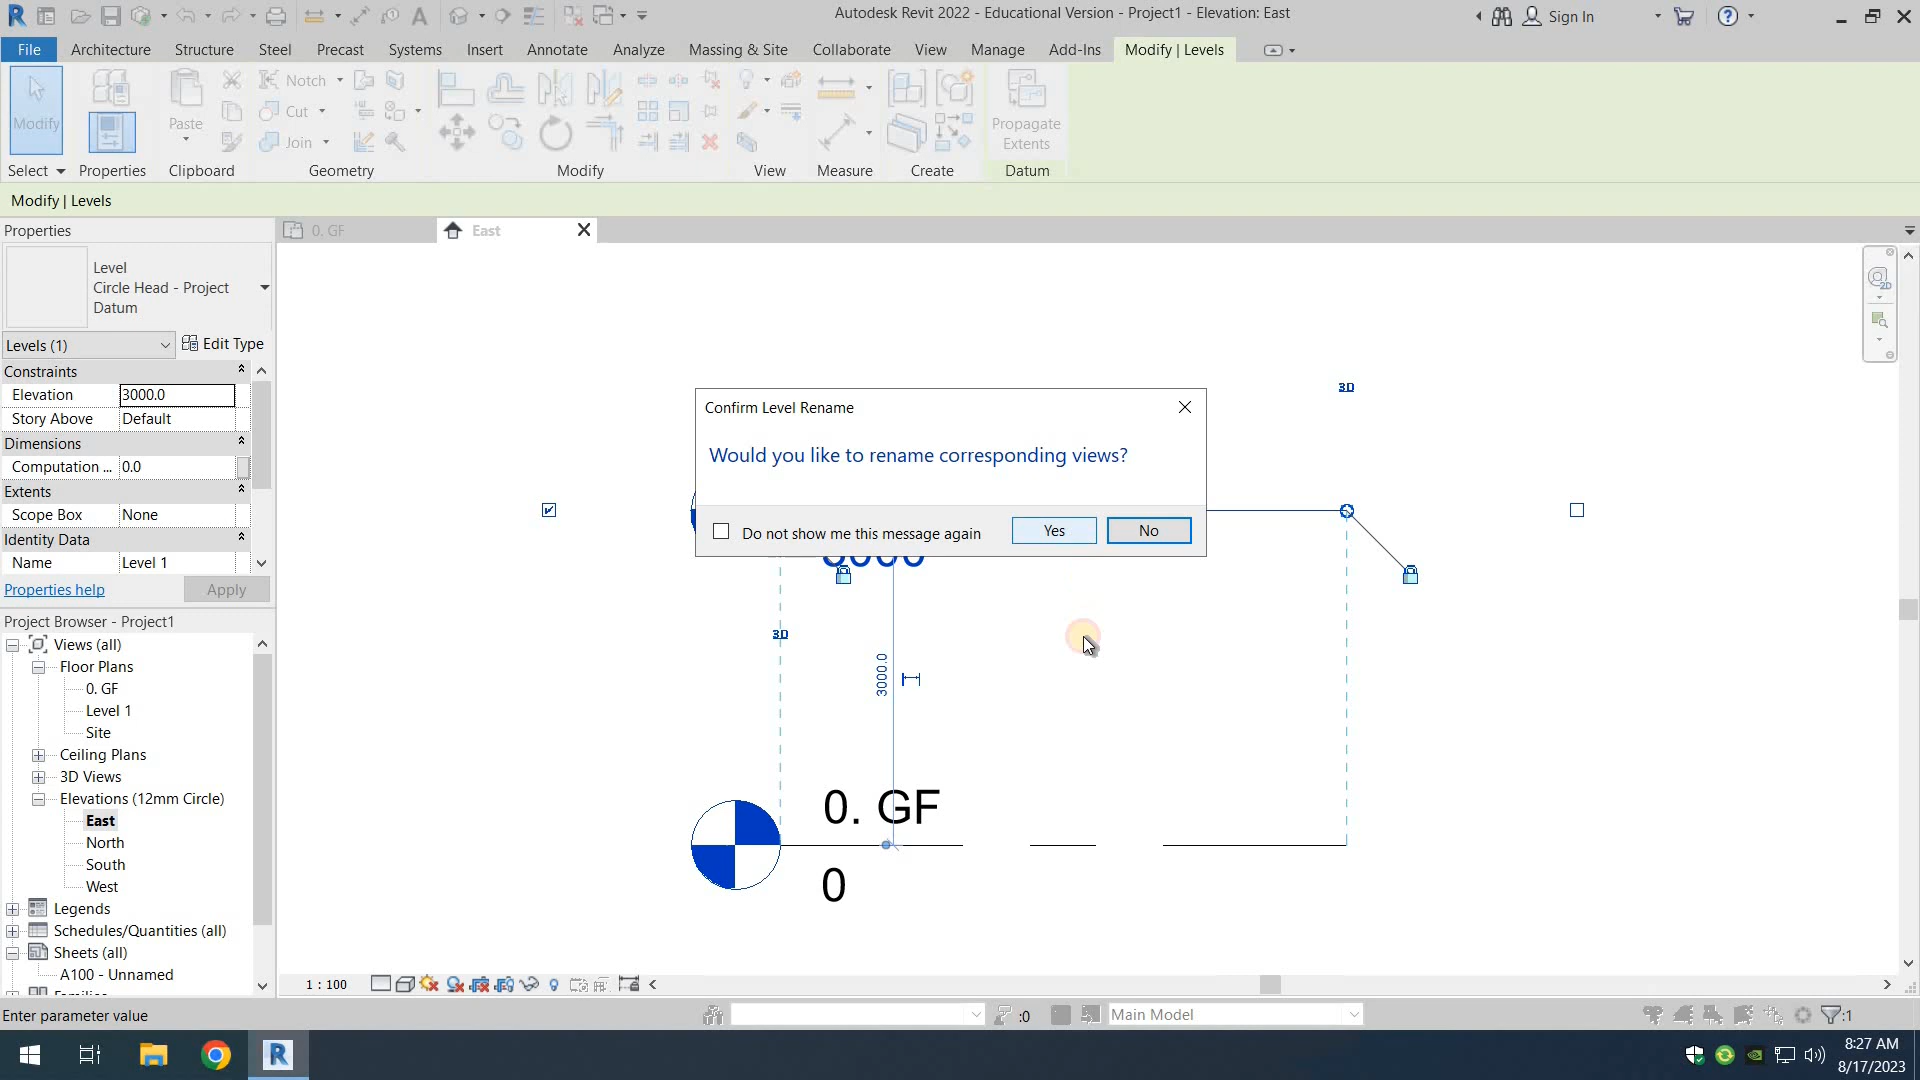 Autodesk Revit 2022 - Educational Version - Project1 - Elevation: East
Sign In
File
Architecture
Structure
Steel
Precast
Systems
Insert
Annotate
Analyze
Massing & Site
Collaborate
View
Manage
Add-Ins
Modify | Levels
Modify
Paste
Notch
Cut
Join
Propagate
Extents
Select
Properties
Clipboard
Geometry
Modify
View
Measure
Create
Datum
Modify | Levels
Properties
0. GF
East
Level
Circle Head - Project
Datum
Levels (1)
Edit Type
Constraints
Elevation 3000.0
Story Above Default
Dimensions
Computation ... 0.0
Extents
Scope Box None
Identity Data
Name Level 1
Properties help
Apply
Project Browser - Project1
Views (all)
Floor Plans
0. GF
Level 1
Site
Ceiling Plans
3D Views
Elevations (12mm Circle)
East
North
South
West
Legends
Schedules/Quantities (all)
Sheets (all)
A100 - Unnamed
2D
3D
Confirm Level Rename
Would you like to rename corresponding views?
Do not show me this message again
Yes
No
3000
3D
3000.0
0. GF
0
1 : 100
Enter parameter value
:0
Main Model
:1
8:27 AM
8/17/2023